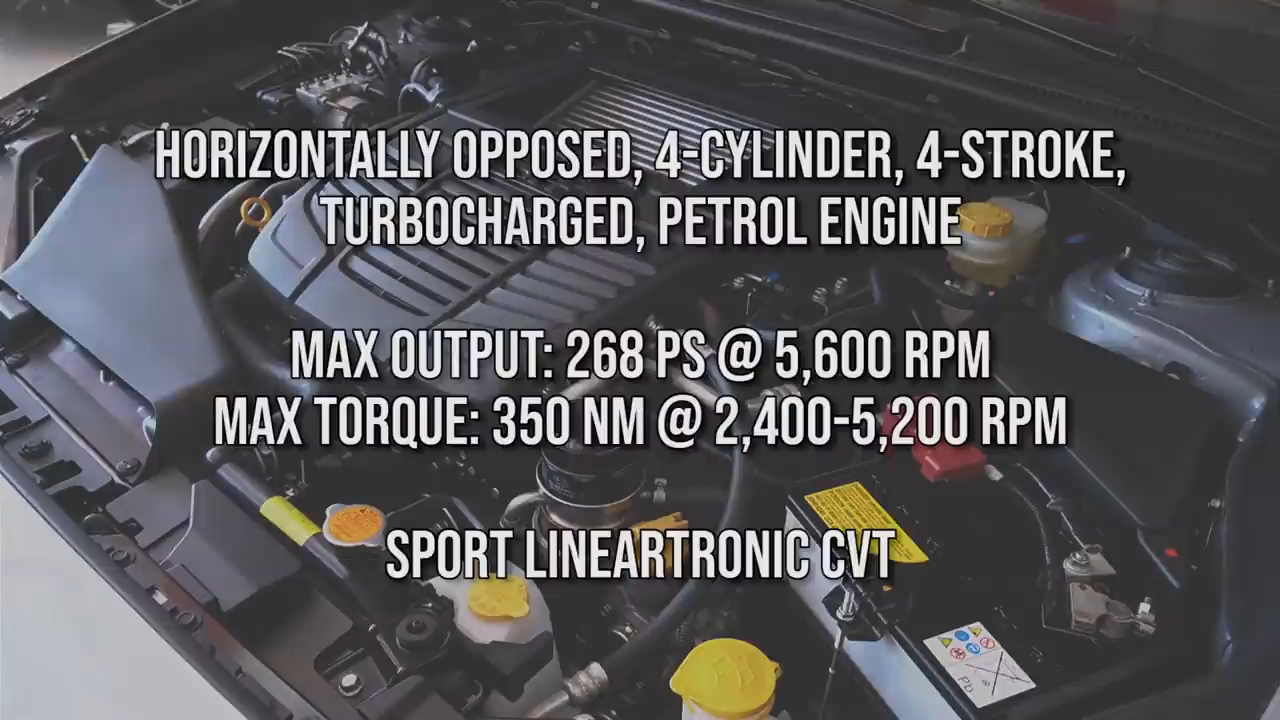 HORIZONTALLY OPPOSED, 4-CYLINDER, 4-STROKE,
TURBOCHARGED, PETROL ENGINE
MAX OUTPUT: 268 PS @ 5,600 RPM
MAX TORQUE: 350 NM @ 2,400-5,200 RPM
SPORT LINEARTRONIC CVT
Pb